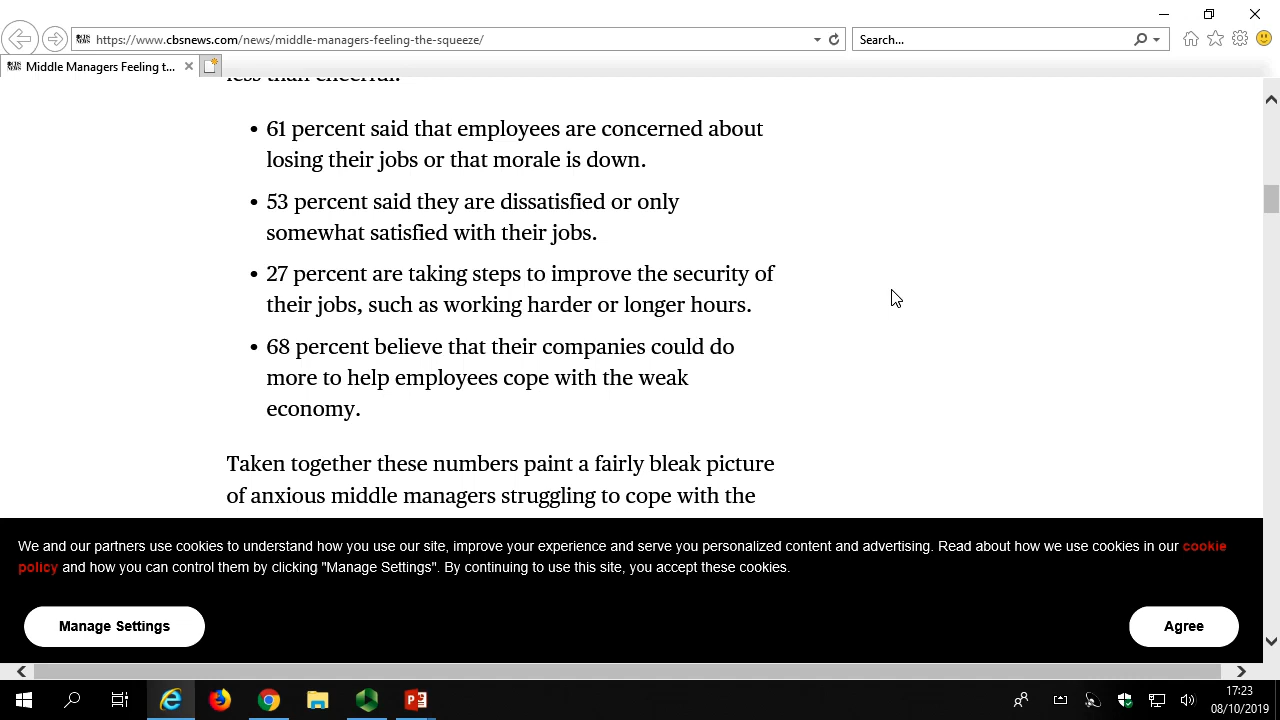 https://www.cbsnews.com/news/middle-managers-feeling-the-squeeze/
Search...
Middle Managers Feeling t...
less than cheerful.
• 61 percent said that employees are concerned about
losing their jobs or that morale is down.
• 53 percent said they are dissatisfied or only
somewhat satisfied with their jobs.
• 27 percent are taking steps to improve the security of
their jobs, such as working harder or longer hours.
• 68 percent believe that their companies could do
more to help employees cope with the weak
economy.
Taken together these numbers paint a fairly bleak picture
of anxious middle managers struggling to cope with the
We and our partners use cookies to understand how you use our site, improve your experience and serve you personalized content and advertising. Read about how we use cookies in our cookie
policy and how you can control them by clicking "Manage Settings". By continuing to use this site, you accept these cookies.
Manage Settings
Agree
17:23
08/10/2019